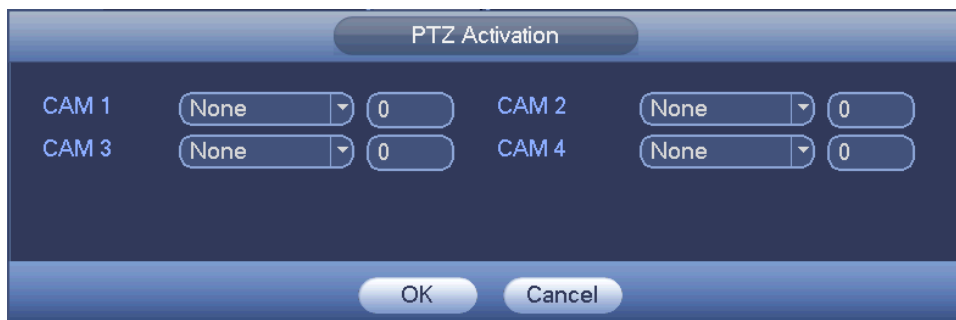 PTZ Activation
CAM 1 None 0 CAM 2 None 0
CAM 3 None 0 CAM 4 None 0
OK Cancel